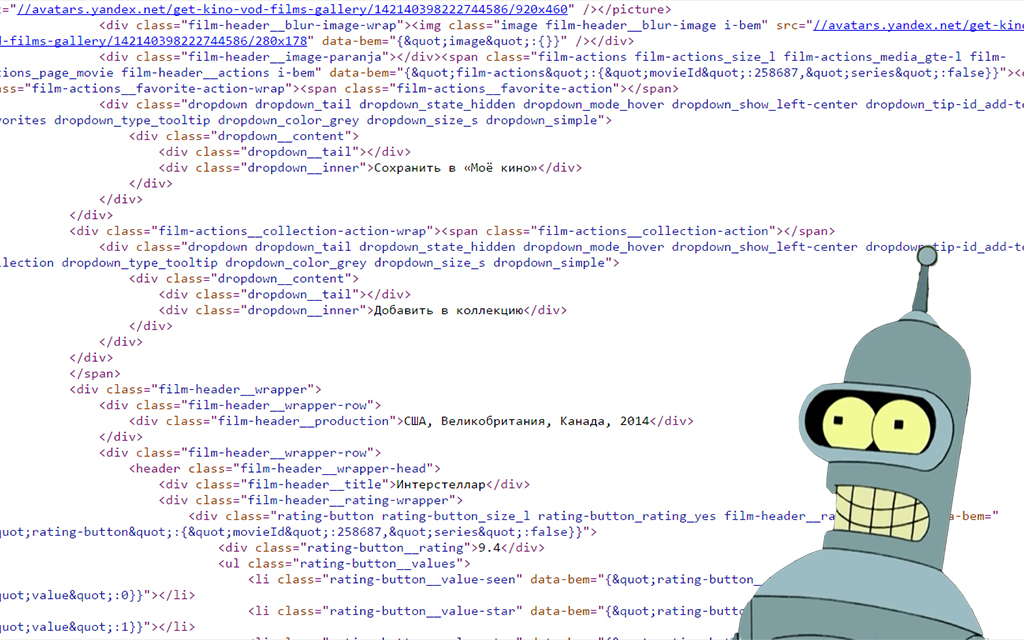 ="//avatars.yandex.net/get-kino-vod-films-gallery/142140398222744586/920x460" /></picture>
<div class="film-header__blur-image-wrap"><img class="image film-header__blur-image i-bem" src="//avatars.yandex.net/get-kino
d-films-gallery/142140398222744586/280x178" data-bem="{&quot;image&quot;:{}}" /></div>
<div class="film-header__image-paranja"></div><span class="film-actions film-actions_size_l film-actions_media_gte-l film-
tions_page_movie film-header__actions i-bem" data-bem="{&quot;film-actions&quot;:{&quot;movieId&quot;:258687,&quot;series&quot;:false}}"><
ss="film-actions__favorite-action-wrap"><span class="film-actions__favorite-action"></span>
<div class="dropdown dropdown_tail dropdown_state_hidden dropdown_mode_hover dropdown_show_left-center dropdown_tip-id_add-to
vorites dropdown_type_tooltip dropdown_color_grey dropdown_size_s dropdown_simple">
<div class="dropdown__content">
<div class="dropdown__tail"></div>
<div class="dropdown__inner">Сохранить в «Моё кино»</div>
</div>
</div>
</div>
<div class="film-actions__collection-action-wrap"><span class="film-actions__collection-action"></span>
<div class="dropdown dropdown_tail dropdown_state_hidden dropdown_mode_hover dropdown_show_left-center dropdown_tip-id_add-to
llection dropdown_type_tooltip dropdown_color_grey dropdown_size_s dropdown_simple">
<div class="dropdown__content">
<div class="dropdown__tail"></div>
<div class="dropdown__inner">Добавить в коллекцию</div>
</div>
</div>
</div>
</span>
<div class="film-header__wrapper">
<div class="film-header__wrapper-row">
<div class="film-header__production">США, Великобритания, Канада, 2014</div>
</div>
<div class="film-header__wrapper-row">
<header class="film-header__wrapper-head">
<div class="film-header__title">Интерстеллар</div>
<div class="film-header__rating-wrapper">
<div class="rating-button rating-button_size_l rating-button_rating_yes film-header__ra a-bem="
quot;rating-button&quot;:{&quot;movieId&quot;:258687,&quot;series&quot;:false}}">
<div class="rating-button__rating">9.4</div>
<ul class="rating-button__values">
<li class="rating-button__value-seen" data-bem="{&quot;rating-button_
quot;value&quot;:0}}"></li>
<li class="rating-button__value-star" data-bem="{&quot;rating-butto
quot;value&quot;:1}}"></li>